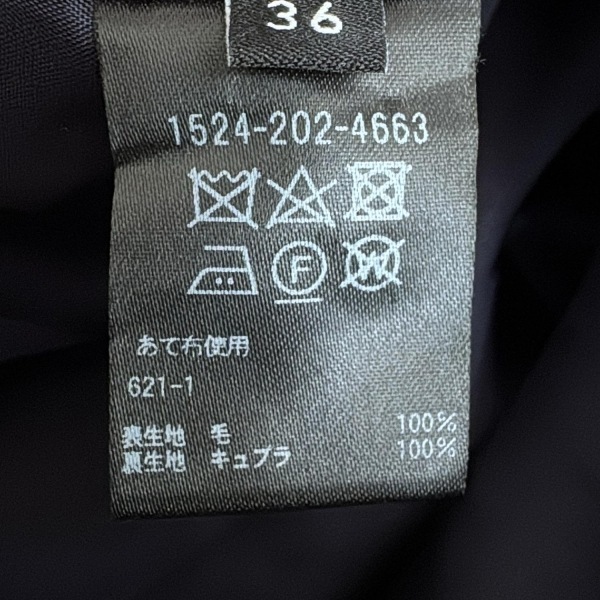 36
1524-202-4663
F W
あて布使用
621-1
表生地 毛 100%
裏生地 キュプラ 100%